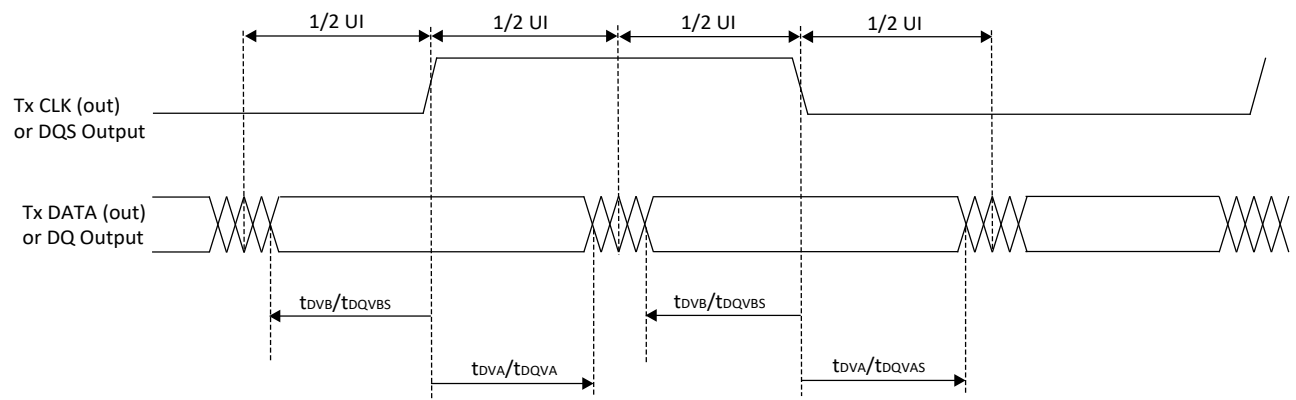 1/2 UI 1/2 UI 1/2 UI 1/2 UI
Tx CLK (out)
or DQS Output
Tx DATA (out)
or DQ Output
tDVB/tDQVBS tDVB/tDQVBS
tDVA/tDQVA tDVA/tDQVAS